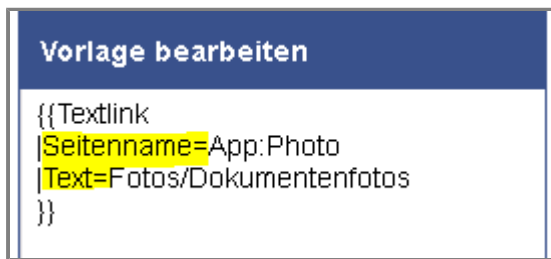 Vorlage bearbeiten
{{Textlink
|Seitenname=App:Photo
|Text=Fotos/Dokumentenfotos
}}